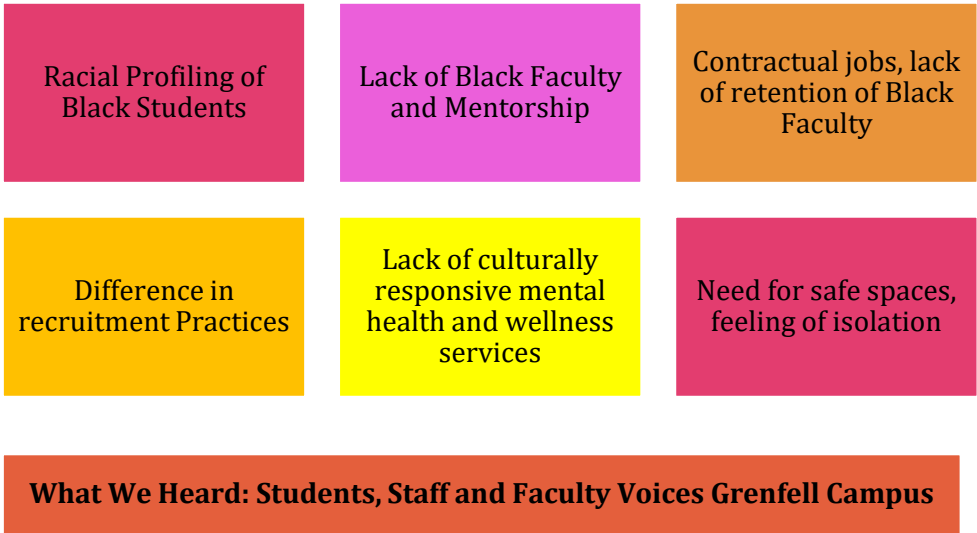 Racial Profiling of
Black Students
Lack of Black Faculty
and Mentorship
Contractual jobs, lack
of retention of Black
Faculty
Difference in
recruitment Practices
Lack of culturally
responsive mental
health and wellness
services
Need for safe spaces,
feeling of isolation
What We Heard: Students, Staff and Faculty Voices Grenfell Campus